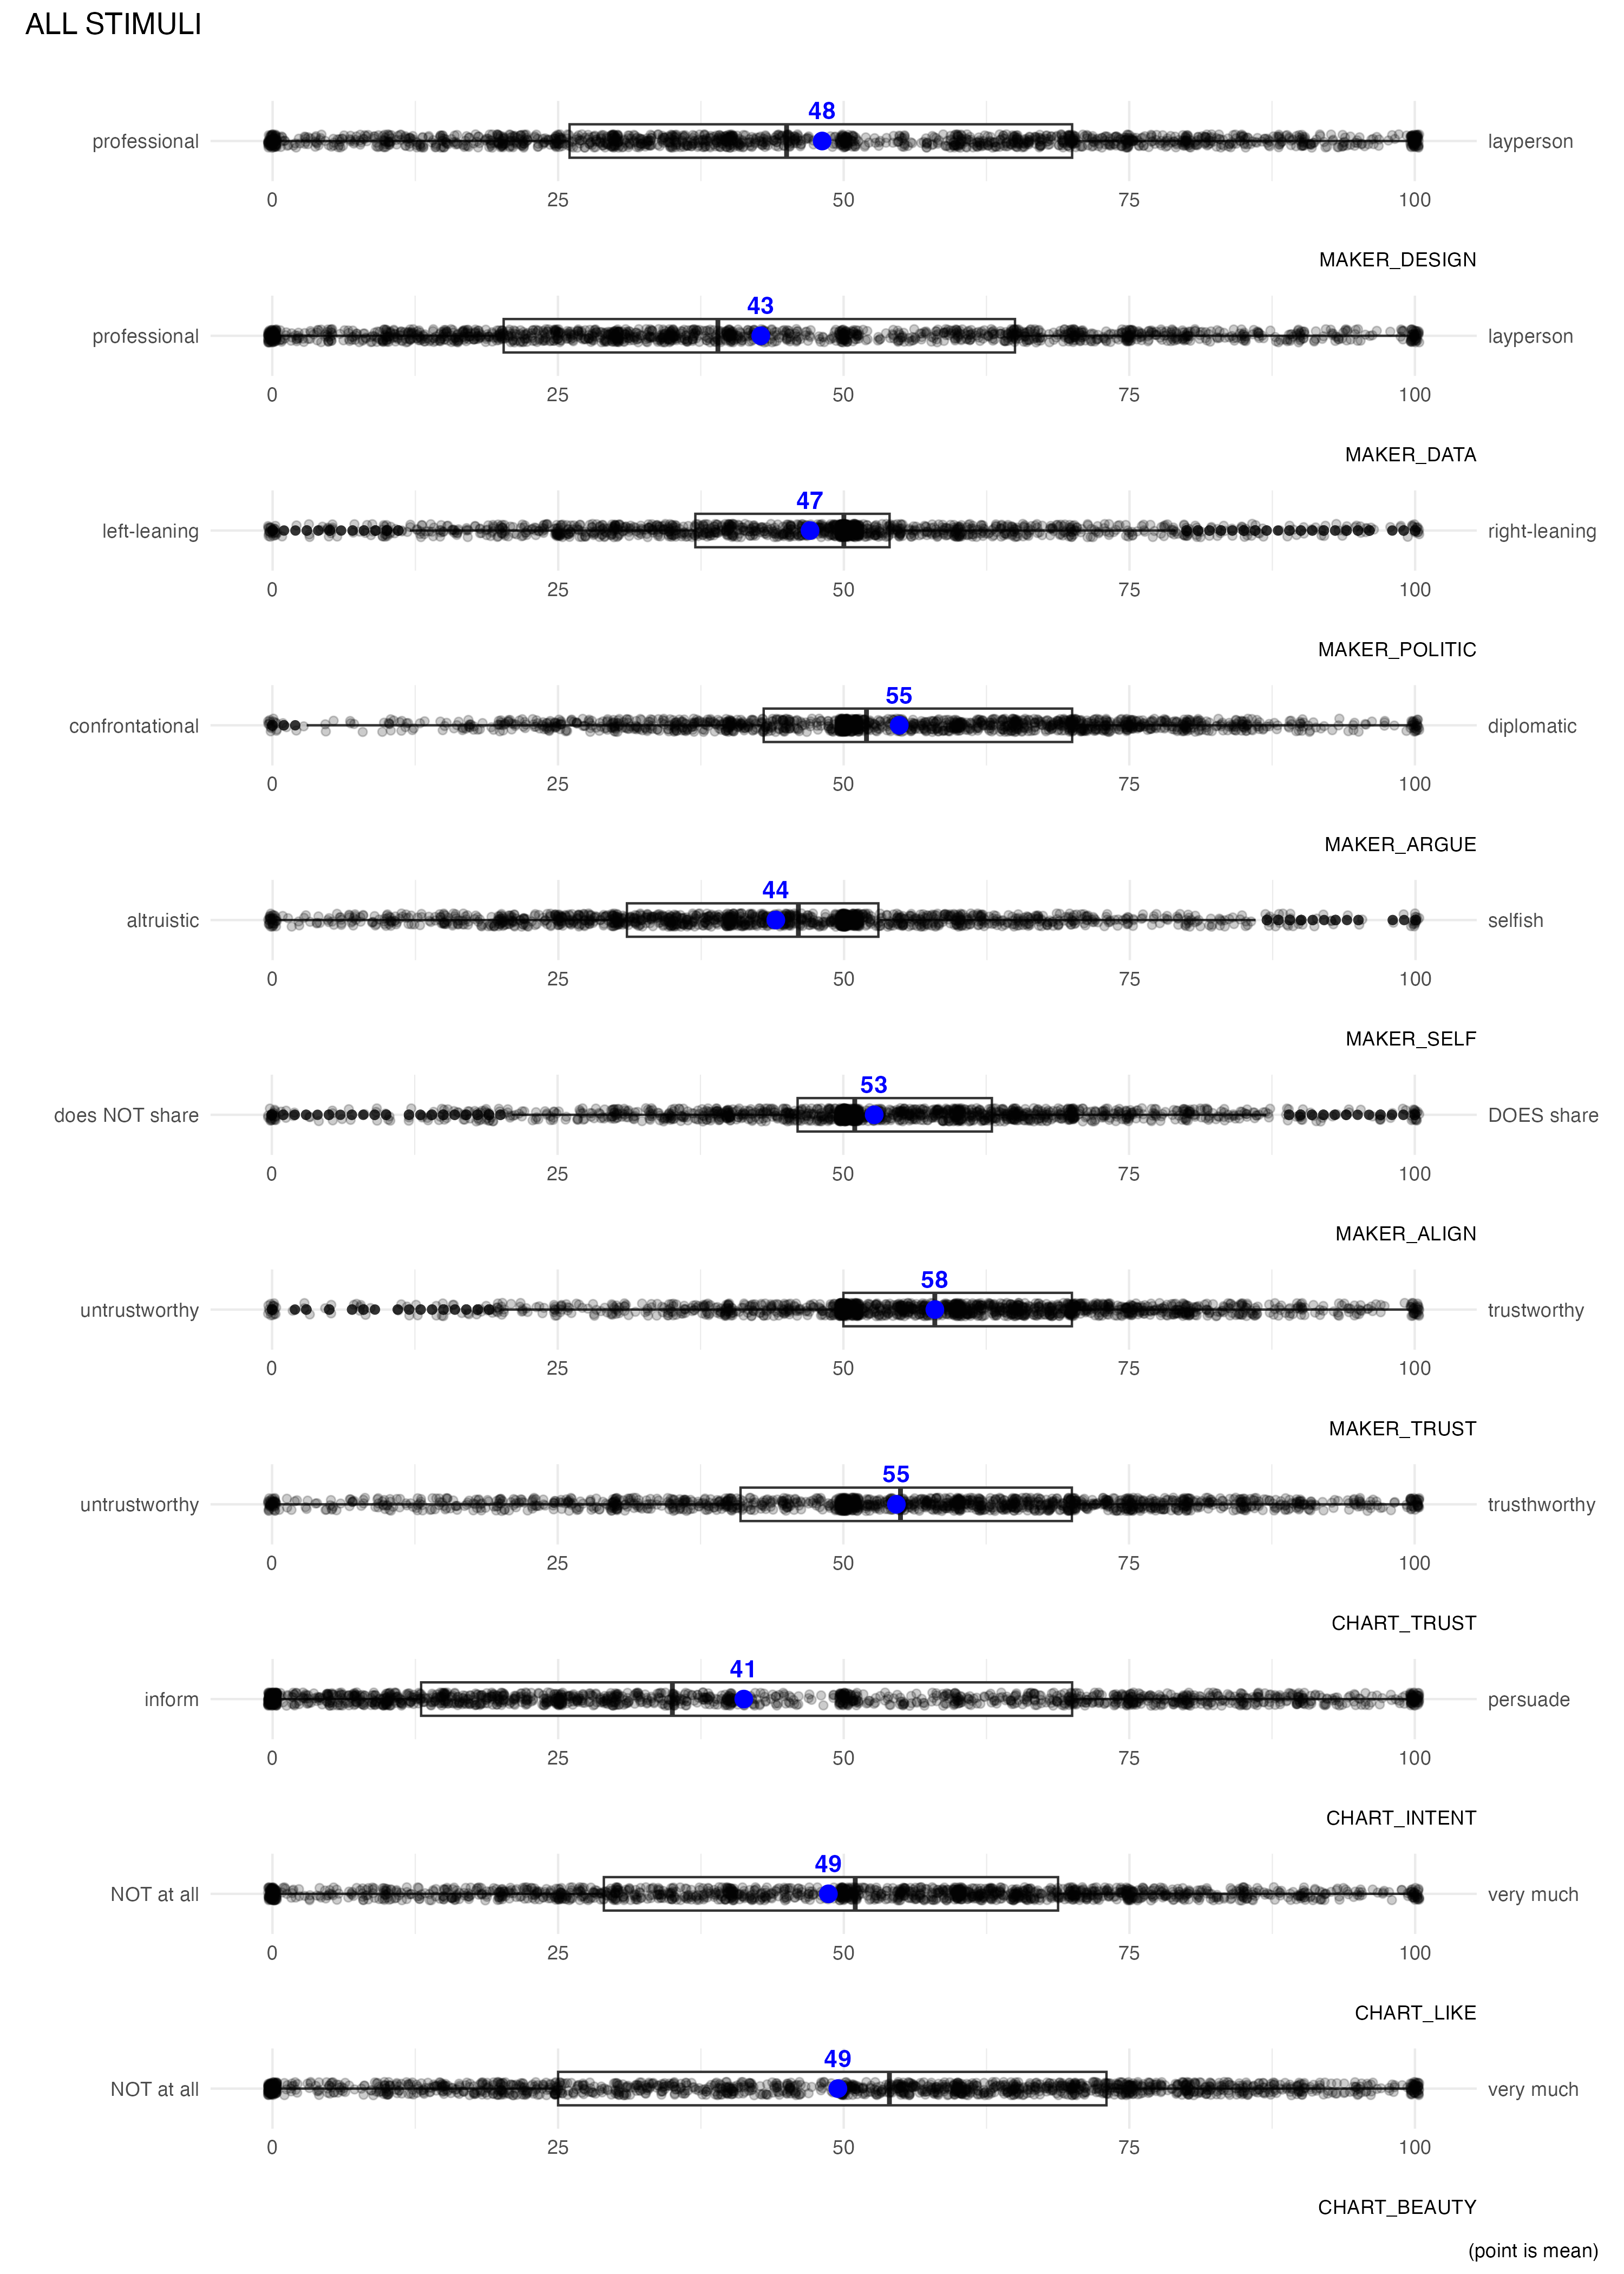 ALL STIMULI
48
professional layperson
0 25 50 75 100
MAKER_DESIGN
43
professional layperson
0 25 50 75 100
MAKER_DATA
47
left-leaning right-leaning
0 25 50 75 100
MAKER_POLITIC
55
confrontational diplomatic
0 25 50 75 100
MAKER_ARGUE
44
altruistic selfish
0 25 50 75 100
MAKER_SELF
53
does NOT share DOES share
0 25 50 75 100
MAKER_ALIGN
58
untrustworthy trustworthy
0 25 50 75 100
MAKER_TRUST
55
untrustworthy trusthworthy
0 25 50 75 100
CHART_TRUST
41
inform persuade
0 25 50 75 100
CHART_INTENT
49
NOT at all very much
0 25 50 75 100
CHART_LIKE
49
NOT at all very much
0 25 50 75 100
CHART_BEAUTY
(point is mean)